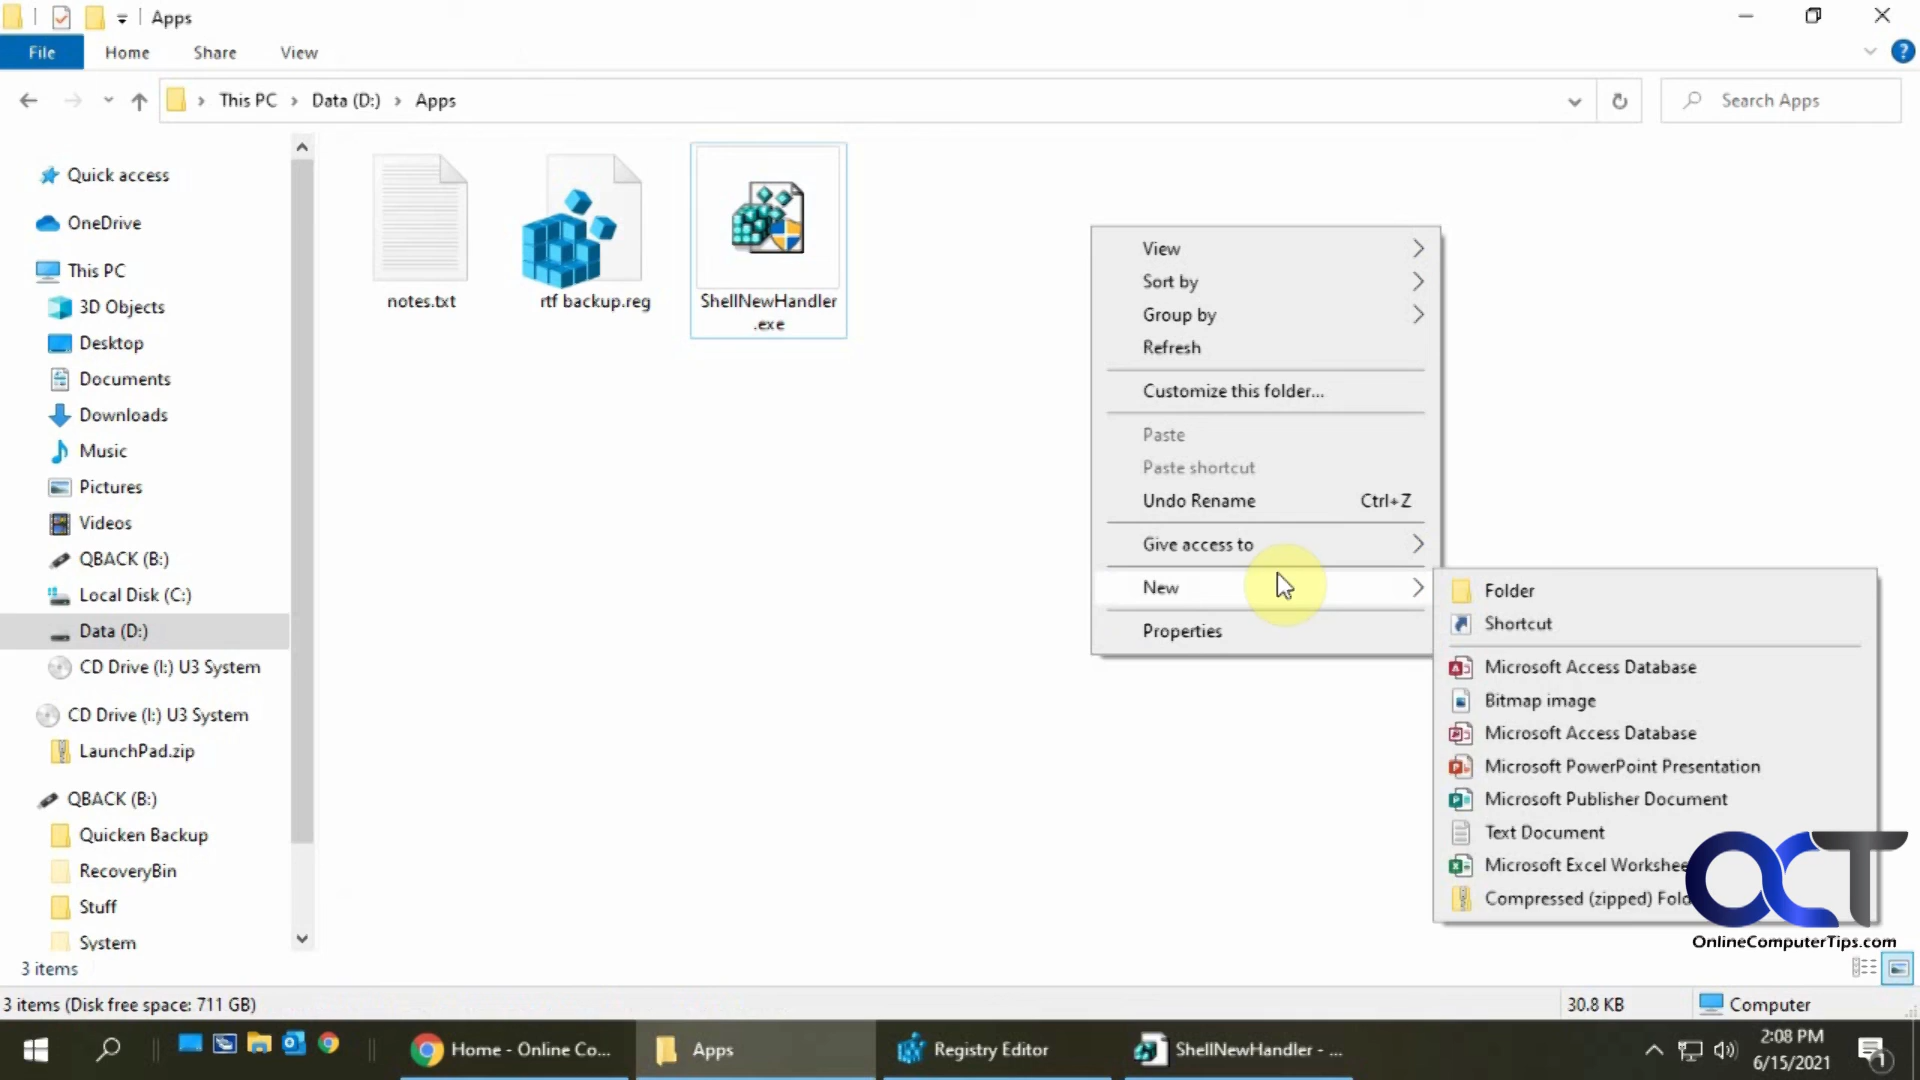 Apps
File Home Share View
This PC Data (D:) Apps
Search Apps
Quick access
OneDrive
This PC
3D Objects
Desktop
Documents
Downloads
Music
Pictures
Videos
QBACK (B:)
Local Disk (C:)
Data (D:)
CD Drive (I:) U3 System
CD Drive (I:) U3 System
LaunchPad.zip
QBACK (B:)
Quicken Backup
RecoveryBin
Stuff
System
notes.txt
rtf backup.reg
ShellNewHandler
.exe
View
Sort by
Group by
Refresh
Customize this folder...
Paste
Paste shortcut
Undo Rename Ctrl+Z
Give access to
New
Properties
Folder
Shortcut
Microsoft Access Database
Bitmap image
Microsoft Access Database
Microsoft PowerPoint Presentation
Microsoft Publisher Document
Text Document
Microsoft Excel Workshee
Compressed (zipped) Fold
OCT
OnlineComputerTips.com
3 items
3 items (Disk free space: 711 GB)
30.8 KB
Computer
Home - Online Co...
Apps
Registry Editor
ShellNewHandler - ...
2:08 PM
6/15/2021
1